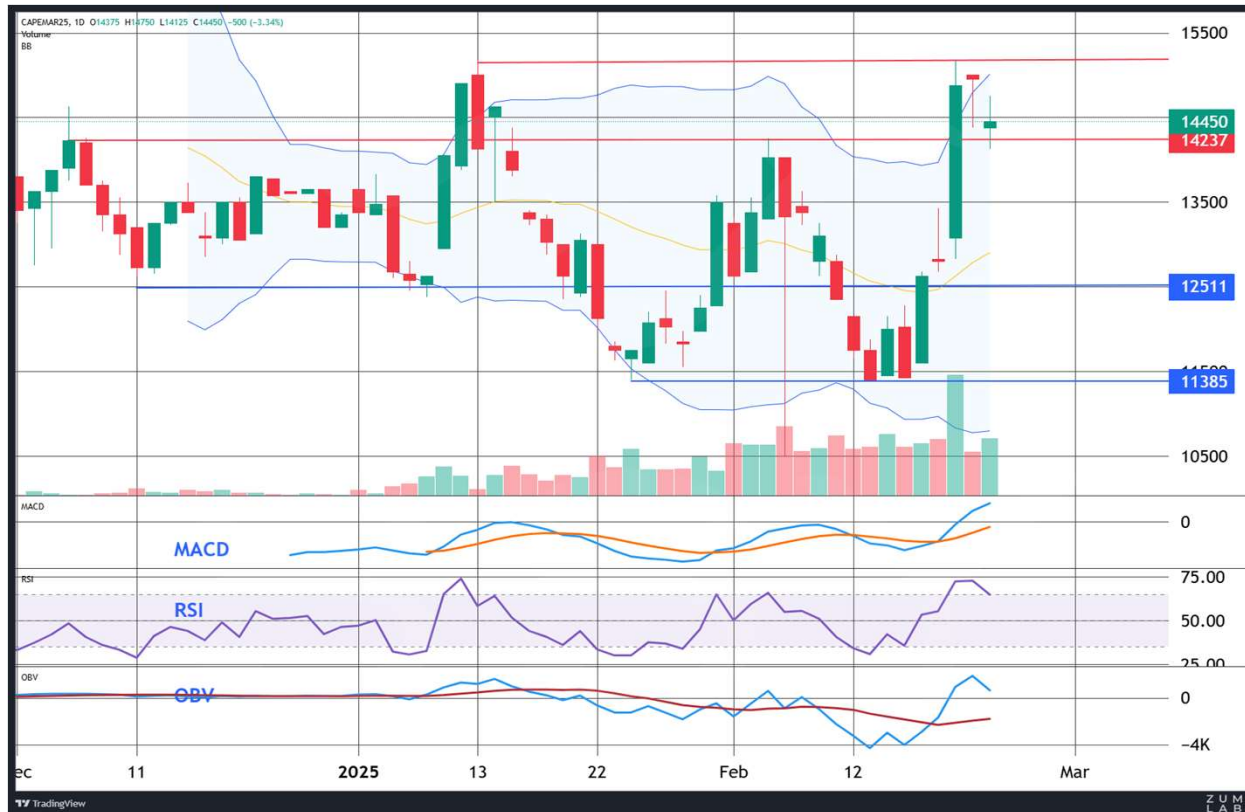 CAPEMAR25, 1D O14375 H14750 L14125 C14450 -500 (-3.34%)
Volume
BB
15500
14450
14237
13500
12511
11385
10500
MACD
0
MACD
RSI
75.00
RSI
50.00
25.00
OBV
OBV
0
-4K
ec 11 2025 13 22 Feb 12 Mar
TradingView
ZUM
LAB